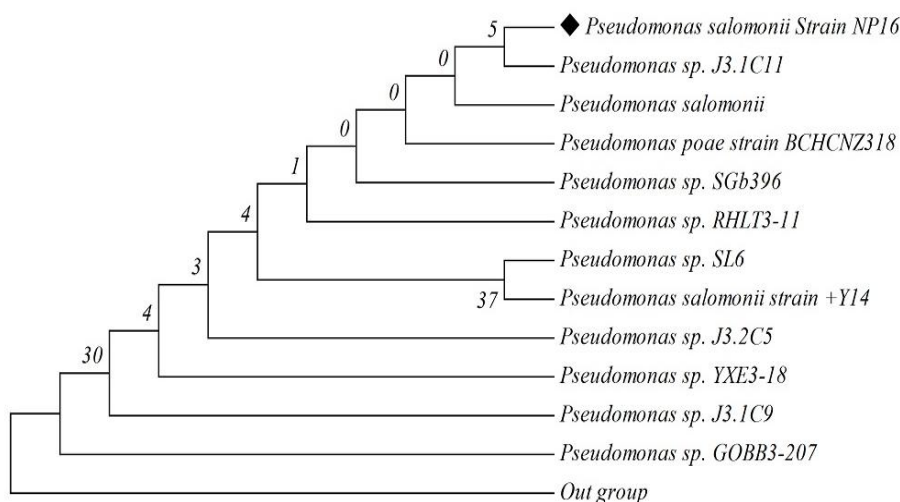 5
Pseudomonas salomonii Strain NP16
0
Pseudomonas sp. J3.1C11
0
Pseudomonas salomonii
0
Pseudomonas poae strain BCHCNZ318
1
Pseudomonas sp. SGb396
4
Pseudomonas sp. RHLT3-11
3
Pseudomonas sp. SL6
37
Pseudomonas salomonii strain +Y14
4
Pseudomonas sp. J3.2C5
30
Pseudomonas sp. YXE3-18
Pseudomonas sp. J3.1C9
Pseudomonas sp. GOBB3-207
Out group